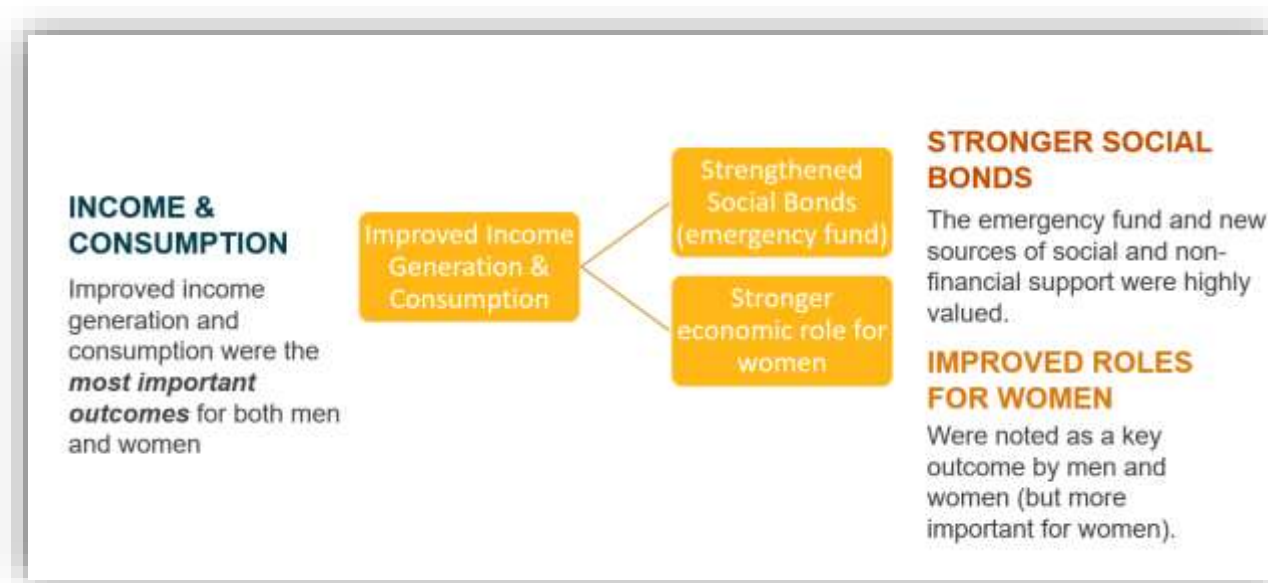 INCOME &
CONSUMPTION
Improved income
generation and
consumption were the
most important
outcomes for both men
and women
Improved Income
Generation &
Consumption
Strengthened
Social Bonds
(emergency fund)
Stronger
economic role for
women
STRONGER SOCIAL
BONDS
The emergency fund and new
sources of social and non-
financial support were highly
valued.
IMPROVED ROLES
FOR WOMEN
Were noted as a key
outcome by men and
women (but more
important for women).